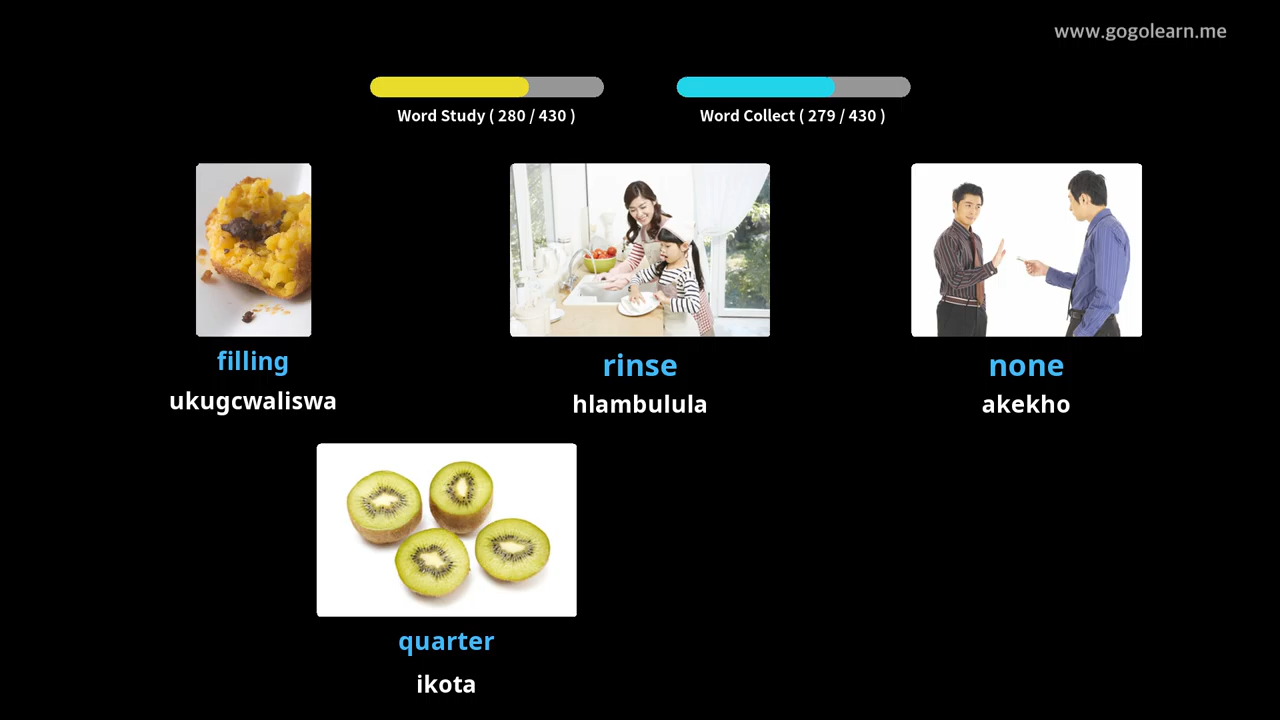 www.gogolearn.me
Word Study ( 280 / 430 )
Word Collect ( 279 / 430 )
filling
rinse
none
ukugcwaliswa
hlambulula
akekho
quarter
ikota